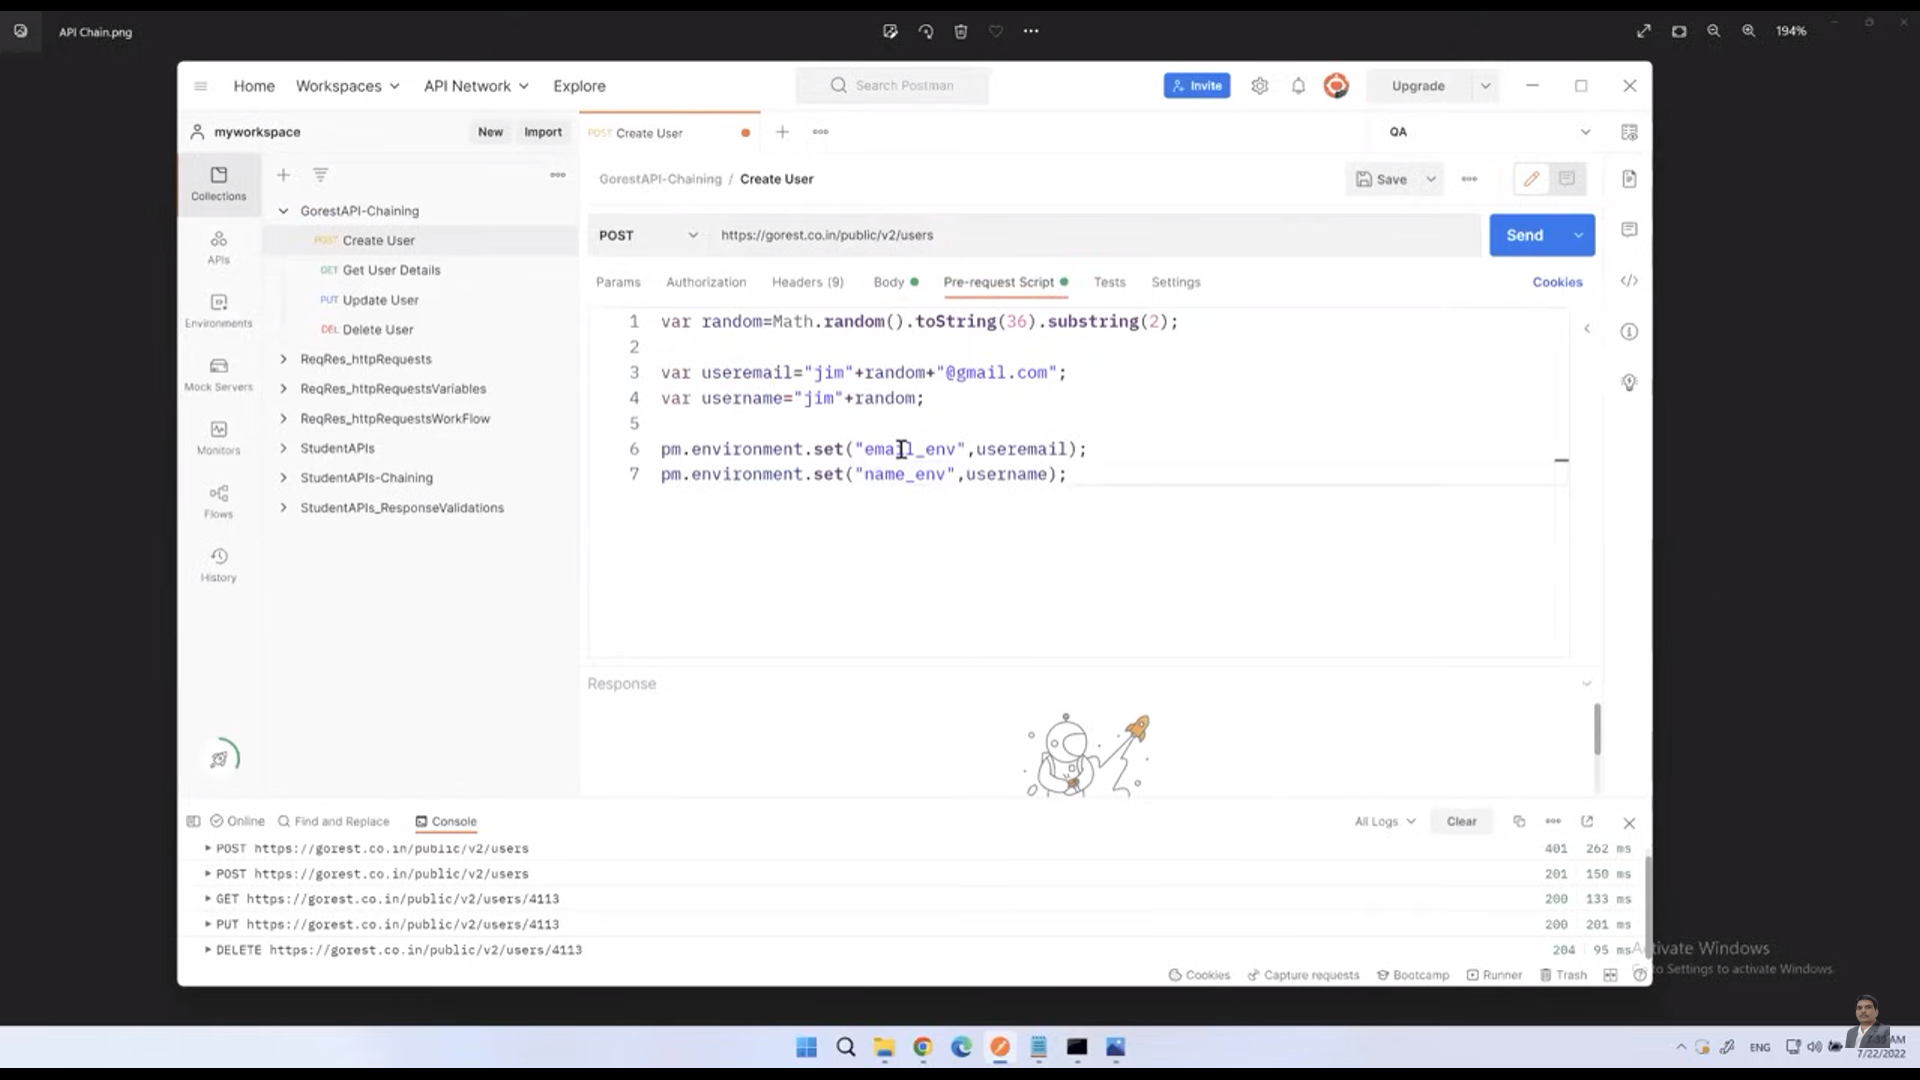 API Chain.png
194%
Home Workspaces API Network Explore
Search Postman
Invite
Upgrade
myworkspace
New Import
POST Create User
QA
GorestAPI-Chaining / Create User
Save
Collections
APIs
Environments
Mock Servers
Monitors
Flows
History
GorestAPI-Chaining
POST Create User
GET Get User Details
PUT Update User
DEL Delete User
ReqRes_httpRequests
ReqRes_httpRequestsVariables
ReqRes_httpRequestsWorkFlow
StudentAPIs
StudentAPIs-Chaining
StudentAPIs_ResponseValidations
POST https://gorest.co.in/public/v2/users
Send
Params Authorization Headers (9) Body Pre-request Script Tests Settings
Cookies
1 var random=Math.random().toString(36).substring(2);
2
3 var useremail="jim"+random+"@gmail.com";
4 var username="jim"+random;
5
6 pm.environment.set("email_env",useremail);
7 pm.environment.set("name_env",username);
Response
Online Find and Replace Console
All Logs Clear
POST https://gorest.co.in/public/v2/users 401 262 ms
POST https://gorest.co.in/public/v2/users 201 150 ms
GET https://gorest.co.in/public/v2/users/4113 200 133 ms
PUT https://gorest.co.in/public/v2/users/4113 200 201 ms
DELETE https://gorest.co.in/public/v2/users/4113 204 95 ms
Activate Windows
to Settings to activate Windows.
Cookies Capture requests Bootcamp Runner Trash
ENG
AM
7/22/2022